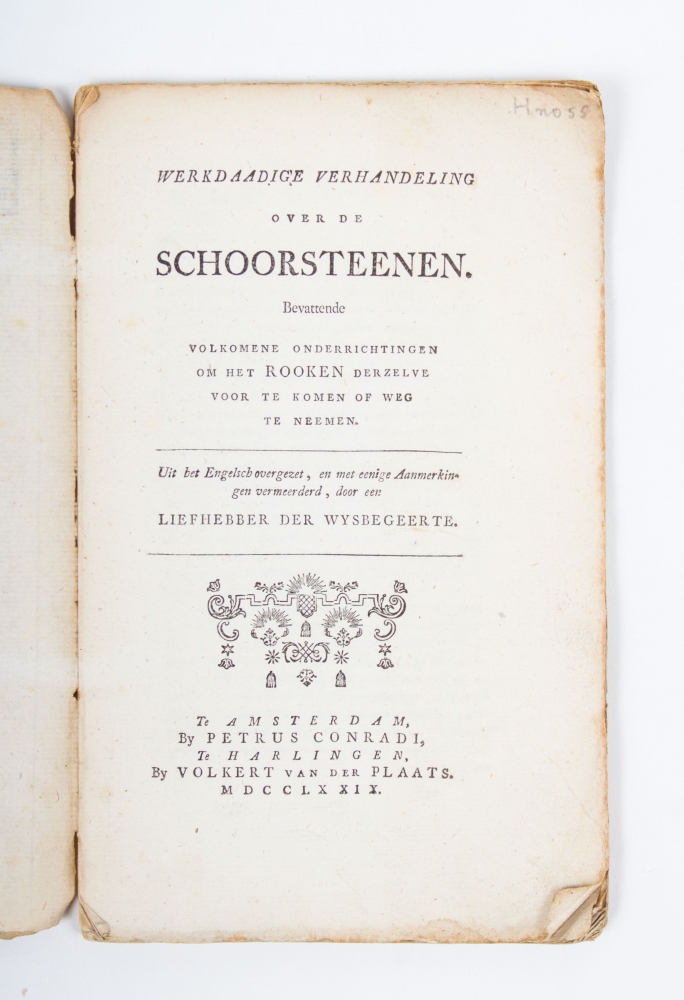 Hno 55
WERKDAADIGE VERHANDELING
OVER DE
SCHOORSTEENEN.
Bevattende
VOLKOMENE ONDERRICHTINGEN
OM HET ROOKEN DERZELVE
VOOR TE KOMEN OF WEG
TE NEEMEN.
Uit het Engelsch overgezet, en met eenige Aanmerkin-
gen vermeerderd, door een
LIEFHEBBER DER WYSBEGEERTE.
Te AMSTERDAM,
By PETRUS CONRADI,
Te HARLINGEN,
By VOLKERT VAN DER PLAATS.
MDCCLXXIX.